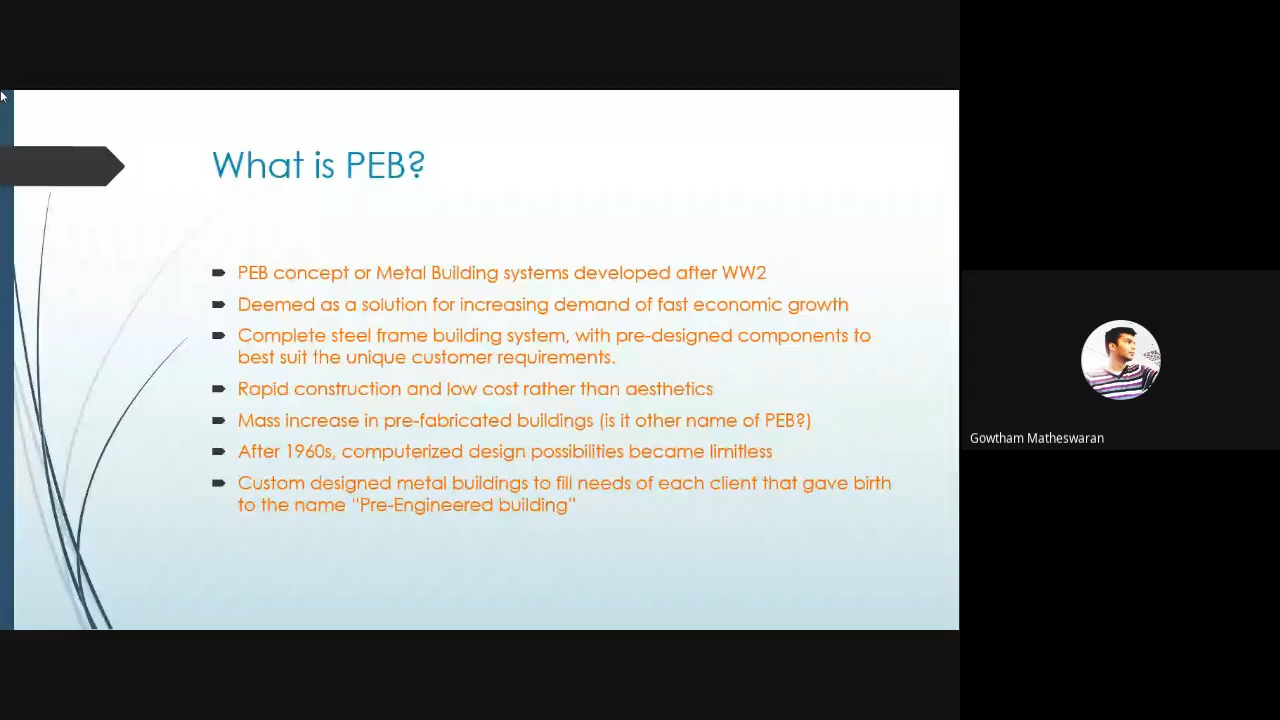 What is PEB?
PEB concept or Metal Building systems developed after WW2
Deemed as a solution for increasing demand of fast economic growth
Complete steel frame building system, with pre-designed components to
best suit the unique customer requirements.
Rapid construction and low cost rather than aesthetics
Mass increase in pre-fabricated buildings (is it other name of PEB?)
After 1960s, computerized design possibilities became limitless
Custom designed metal buildings to fill needs of each client that gave birth
to the name "Pre-Engineered building"
Gowtham Matheswaran